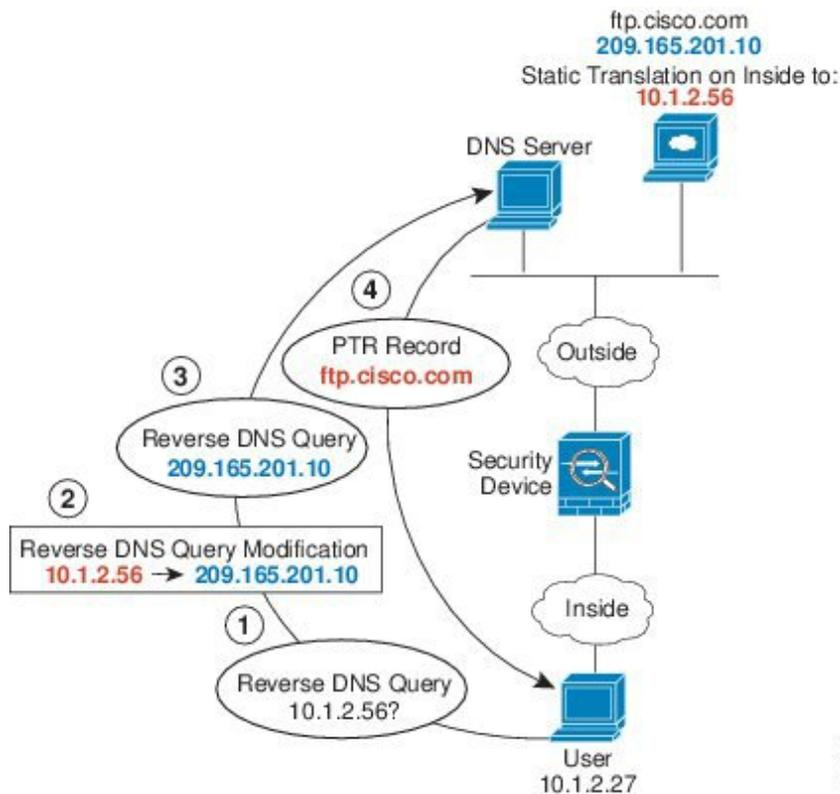 ftp.cisco.com
209.165.201.10
Static Translation on Inside to:
10.1.2.56
DNS Server
4
PTR Record
ftp.cisco.com
Outside
3
Reverse DNS Query
209.165.201.10
Security
Device
2
Reverse DNS Query Modification
10.1.2.56 → 209.165.201.10
Inside
1
Reverse DNS Query
10.1.2.56?
User
10.1.2.27